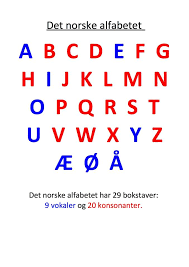 Det norske alfabetet
A B C D E F G
H I J K L M N
O P Q R S T
U V W X Y Z
Æ Ø Å
Det norske alfabetet har 29 bokstaver:
9 vokaler og 20 konsonanter.